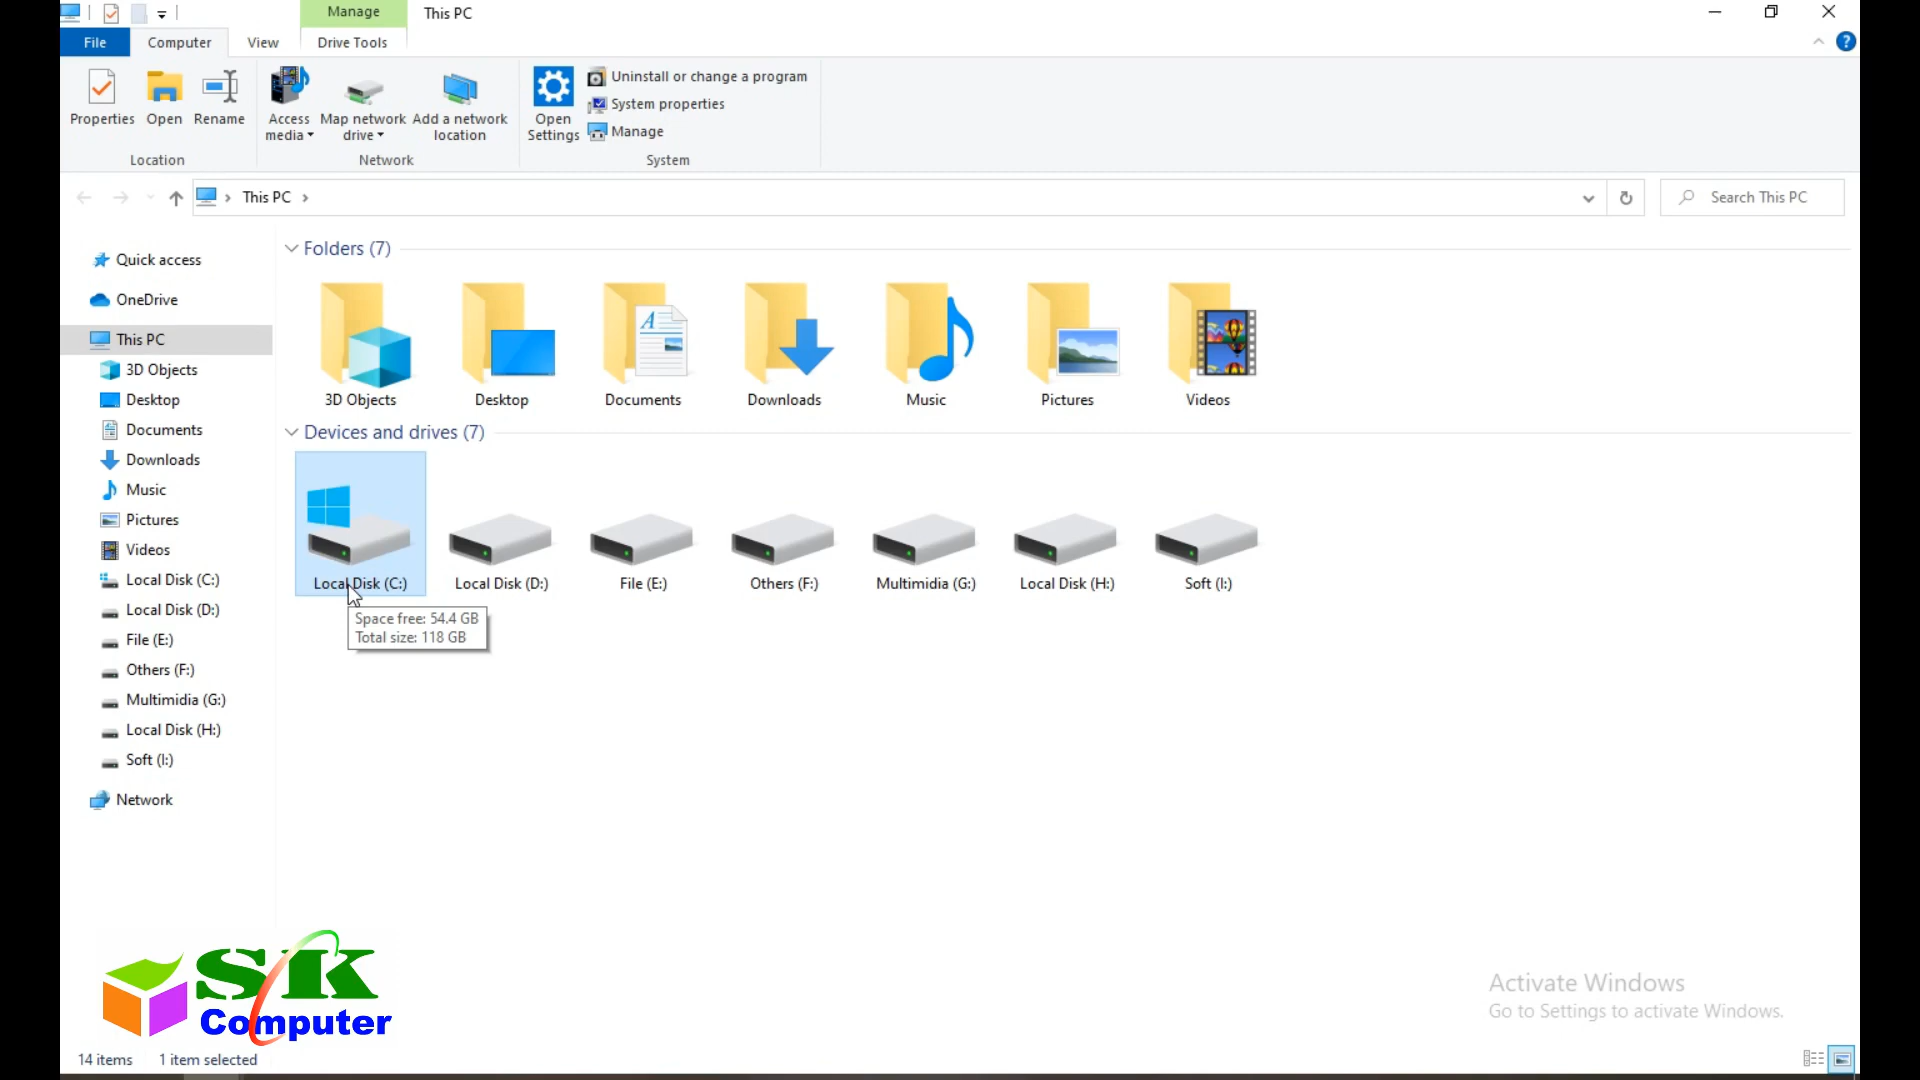 Manage
This PC
File
Computer
View
Drive Tools
Properties
Open
Rename
Access
media
Map network
drive
Add a network
location
Open
Settings
Uninstall or change a program
System properties
Manage
Location
Network
System
This PC
Search This PC
Quick access
OneDrive
This PC
3D Objects
Desktop
Documents
Downloads
Music
Pictures
Videos
Local Disk (C:)
Local Disk (D:)
File (E:)
Others (F:)
Multimidia (G:)
Local Disk (H:)
Soft (I:)
Network
Folders (7)
3D Objects
Desktop
Documents
Downloads
Music
Pictures
Videos
Devices and drives (7)
Local Disk (C:)
Local Disk (D:)
File (E:)
Others (F:)
Multimidia (G:)
Local Disk (H:)
Soft (I:)
Space free: 54.4 GB
Total size: 118 GB
SK
Computer
Activate Windows
Go to Settings to activate Windows.
14 items
1 item selected